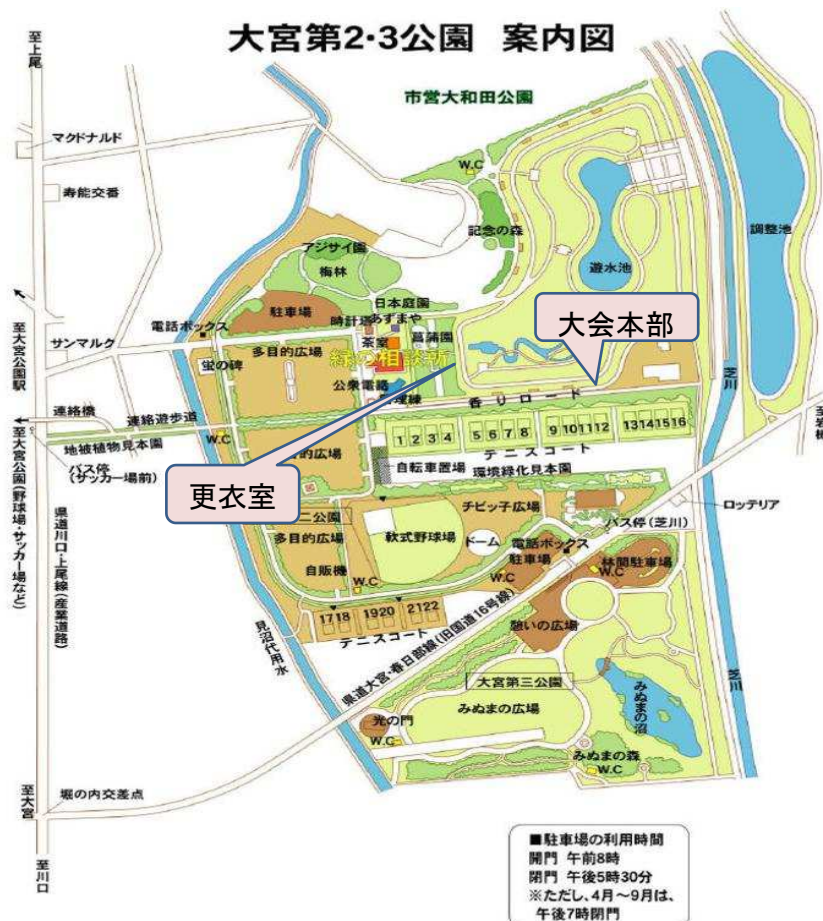 大宮第2・3公園 案内図
至上尾
市営大和田公園
マクドナルド
W.C
寿能交番
記念の森
調整池
アジサイ園
梅林
遊水池
日本庭園
駐車場
時計塔
あずまや
大会本部
至大宮公園駅
電話ボックス
サンマルク
茶室
菖蒲園
多目的広場
緑の相談所
蛍の碑
公衆電話
芝川
管理棟
香りロード
連絡橋
連絡遊歩道
地被植物見本園
W.C
1 2 3 4
5 6 7 8
9 10 11 12
13 14 15 16
テニスコート
至岩槻
至大宮公園(野球場・サッカー場など)
バス停
(サッカー場前)
的広場
自転車置場
環境緑化見本園
更衣室
ロッテリア
チビッ子広場
バス停(芝川)
二公園
県道川口・上尾線(産業道路)
多目的広場
軟式野球場
ドーム
電話ボックス
駐車場
林間駐車場
W.C
自販機
W.C
W.C
17 18
19 20
21 22
テニスコート
憩いの広場
見沼代用水
県道大宮・春日部線(旧国道16号線)
大宮第三公園
みぬまの広場
みぬまの沼
芝川
光の門
W.C
みぬまの森
W.C
至大宮
堀の内交差点
至川口
■駐車場の利用時間
開門 午前8時
閉門 午後5時30分
※ただし、4月〜9月は、
午後7時閉門